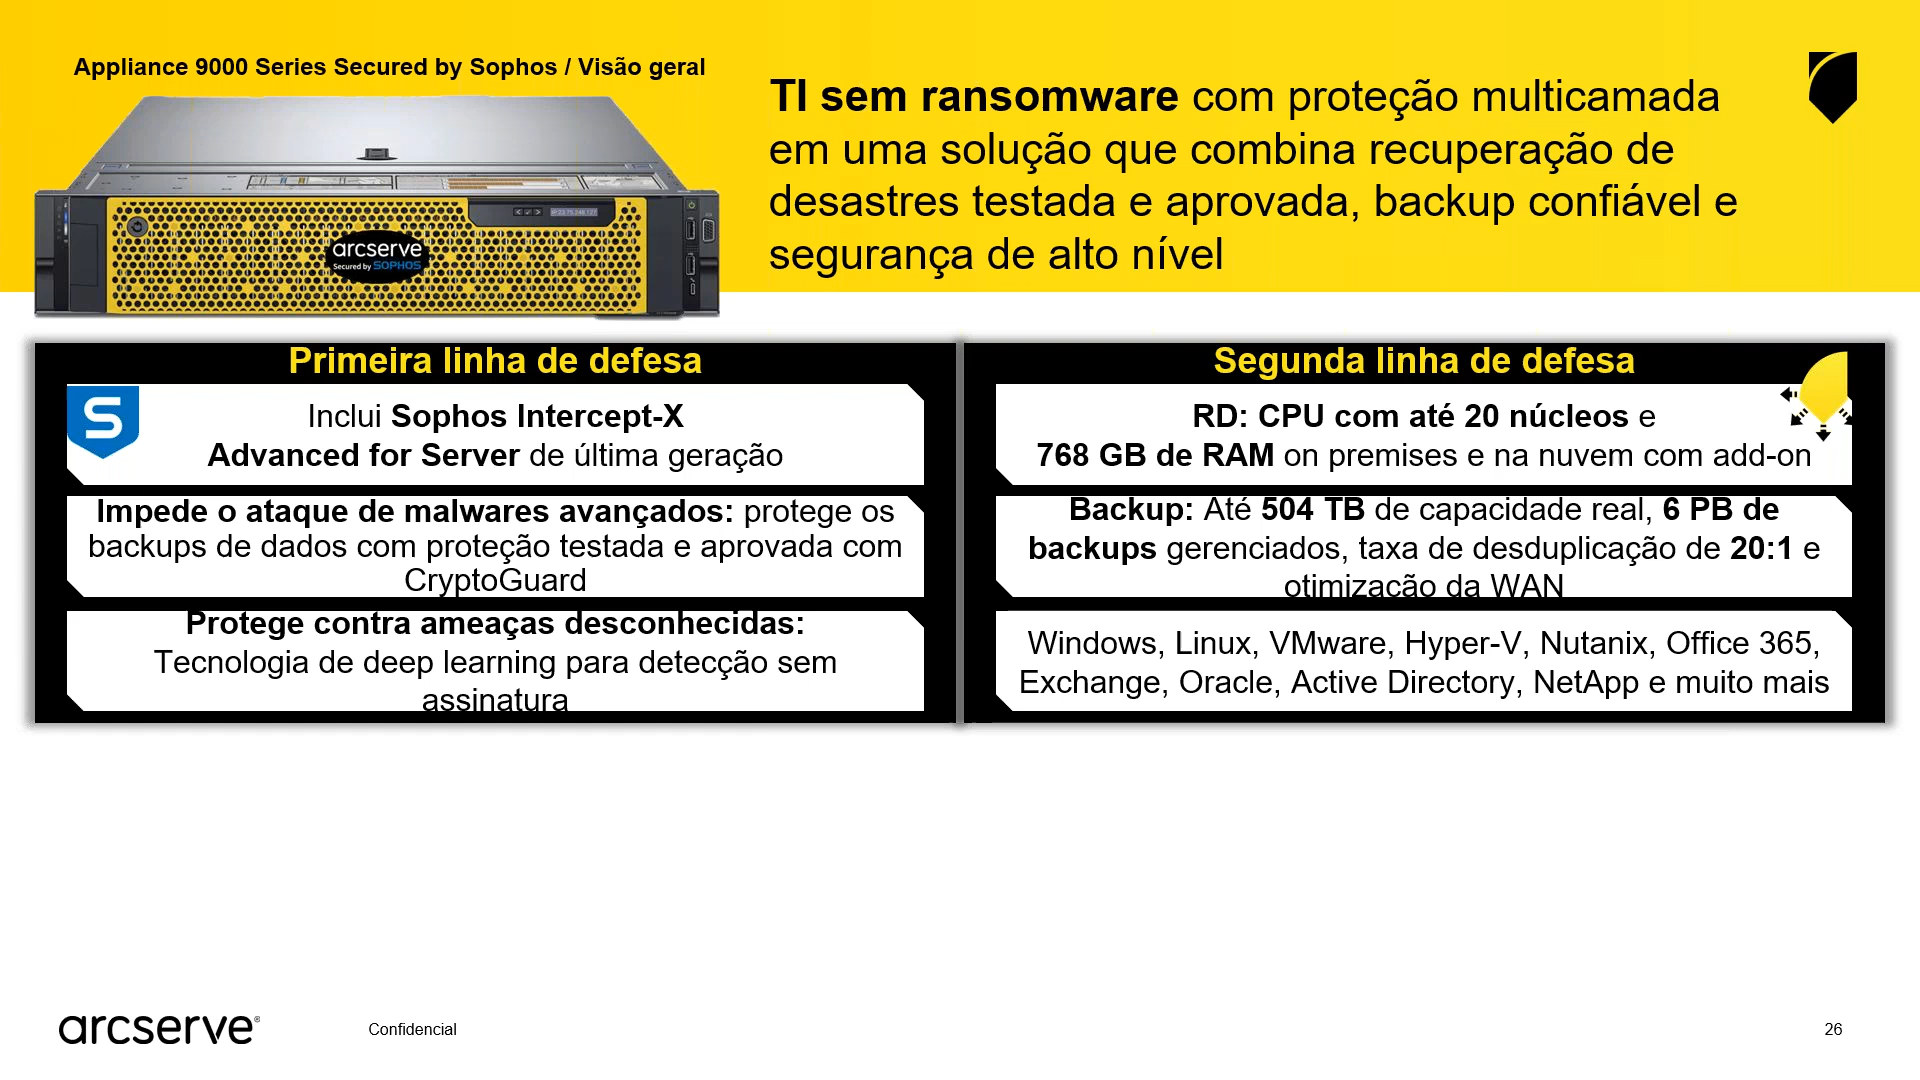 Appliance 9000 Series Secured by Sophos / Visão geral
TI sem ransomware com proteção multicamada
em uma solução que combina recuperação de
desastres testada e aprovada, backup confiável e
segurança de alto nível
arcserve
Secured by SOPHOS
Primeira linha de defesa
S
Inclui Sophos Intercept-X
Advanced for Server de última geração
Impede o ataque de malwares avançados: protege os
backups de dados com proteção testada e aprovada com
CryptoGuard
Protege contra ameaças desconhecidas:
Tecnologia de deep learning para detecção sem
assinatura
Segunda linha de defesa
RD: CPU com até 20 núcleos e
768 GB de RAM on premises e na nuvem com add-on
Backup: Até 504 TB de capacidade real, 6 PB de
backups gerenciados, taxa de desduplicação de 20:1 e
otimização da WAN
Windows, Linux, VMware, Hyper-V, Nutanix, Office 365,
Exchange, Oracle, Active Directory, NetApp e muito mais
arcserve®
Confidencial
26